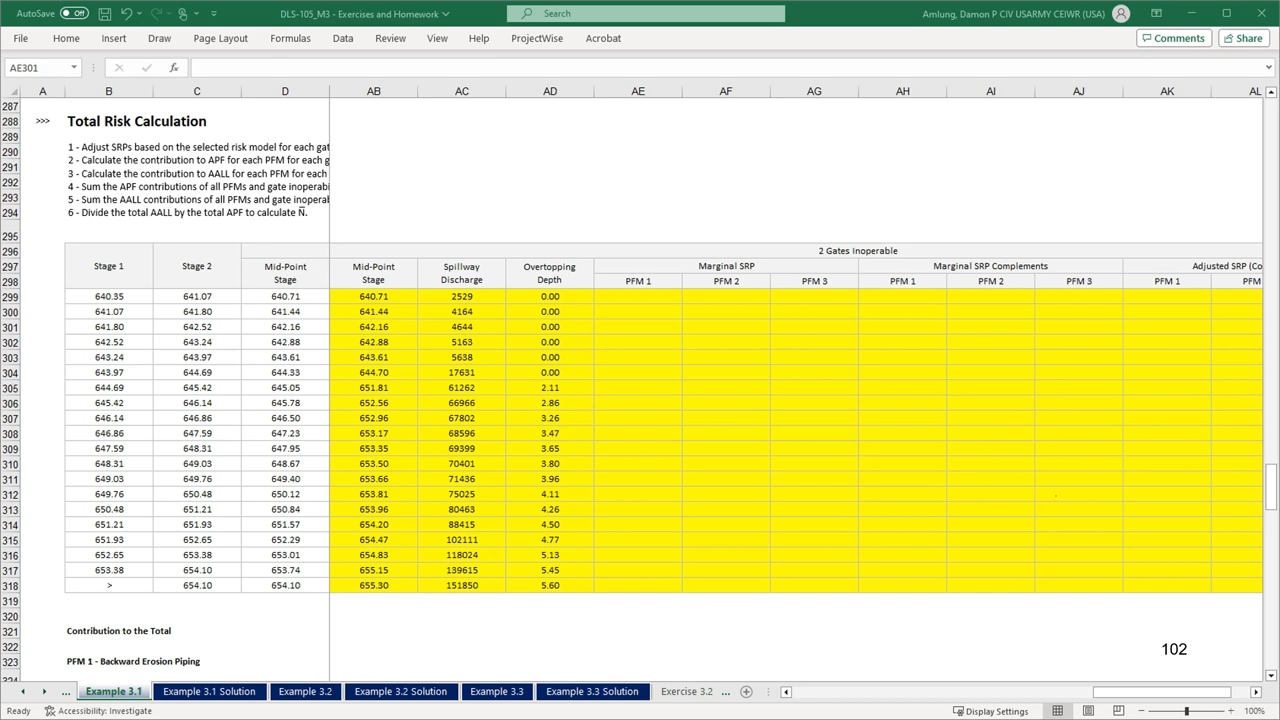 AutoSave Off DLS-105_M3 - Exercises and Homework Search Amlung, Damon P CIV USARMY CEIWR (USA)
File Home Insert Draw Page Layout Formulas Data Review View Help ProjectWise Acrobat Comments Share
AE301 fx
A B C D AB AC AD AE AF AG AH AI AJ AK AL
287
288 >>> Total Risk Calculation
289
290 1 - Adjust SRPs based on the selected risk model for each gat
291 2 - Calculate the contribution to APF for each PFM for each g
292 3 - Calculate the contribution to AALL for each PFM for each
293 4 - Sum the APF contributions of all PFMs and gate inoperabi
294 5 - Sum the AALL contributions of all PFMs and gate inoperab
6 - Divide the total AALL by the total APF to calculate N̅.
295
296 2 Gates Inoperable
297 Stage 1 Stage 2 Mid-Point Stage Mid-Point Stage Spillway Discharge Overtopping Depth Marginal SRP Marginal SRP Complements Adjusted SRP (Co
298 PFM 1 PFM 2 PFM 3 PFM 1 PFM 2 PFM 3 PFM 1 PFM
299 640.35 641.07 640.71 640.71 2529 0.00
300 641.07 641.80 641.44 641.44 4164 0.00
301 641.80 642.52 642.16 642.16 4644 0.00
302 642.52 643.24 642.88 642.88 5163 0.00
303 643.24 643.97 643.61 643.61 5638 0.00
304 643.97 644.69 644.33 644.70 17631 0.00
305 644.69 645.42 645.05 651.81 61262 2.11
306 645.42 646.14 645.78 652.56 66966 2.86
307 646.14 646.86 646.50 652.96 67802 3.26
308 646.86 647.59 647.23 653.17 68596 3.47
309 647.59 648.31 647.95 653.35 69399 3.65
310 648.31 649.03 648.67 653.50 70401 3.80
311 649.03 649.76 649.40 653.66 71436 3.96
312 649.76 650.48 650.12 653.81 75025 4.11
313 650.48 651.21 650.84 653.96 80463 4.26
314 651.21 651.93 651.57 654.20 88415 4.50
315 651.93 652.65 652.29 654.47 102111 4.77
316 652.65 653.38 653.01 654.83 118024 5.13
317 653.38 654.10 653.74 655.15 139615 5.45
318 > 654.10 654.10 655.30 151850 5.60
319
320
321 Contribution to the Total
322 102
323 PFM 1 - Backward Erosion Piping
... Example 3.1 Example 3.1 Solution Example 3.2 Example 3.2 Solution Example 3.3 Example 3.3 Solution Exercise 3.2 ...
Ready Accessibility: Investigate Display Settings 100%